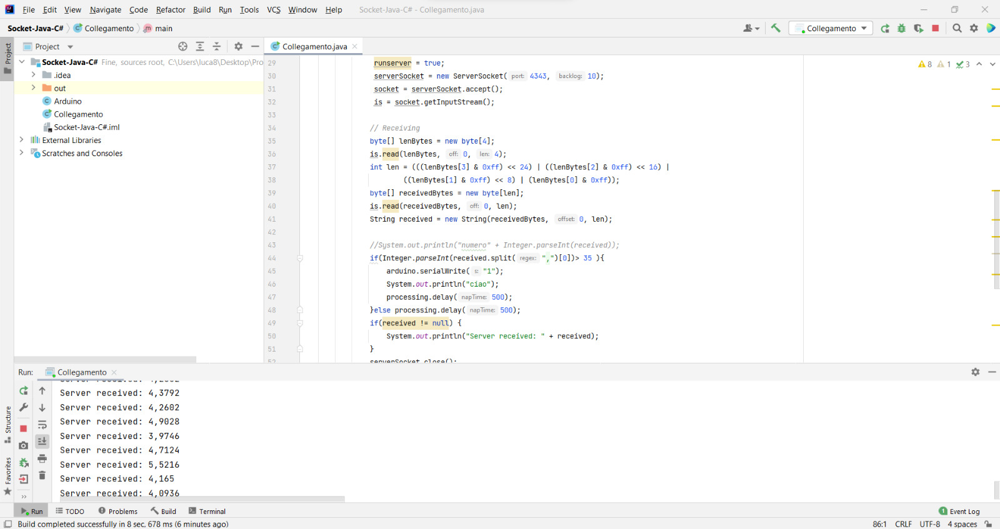 File Edit View Navigate Code Refactor Build Run Tools VCS Window Help Socket-Java-C# - Collegamento.java
Socket-Java-C# Collegamento main Collegamento
Project
Project
Collegamento.java
Socket-Java-C# Fine, sources root, C:\Users\luca8\Desktop\Pro
.idea
out
Arduino
Collegamento
Socket-Java-C#.iml
External Libraries
Scratches and Consoles
8 1 3
29 runserver = true;
30 serverSocket = new ServerSocket( port: 4343, backlog: 10);
31 socket = serverSocket.accept();
32 is = socket.getInputStream();
33
34 // Receiving
35 byte[] lenBytes = new byte[4];
36 is.read(lenBytes, off: 0, len: 4);
37 int len = (((lenBytes[3] & 0xff) << 24) | ((lenBytes[2] & 0xff) << 16) |
38 ((lenBytes[1] & 0xff) << 8) | (lenBytes[0] & 0xff));
39 byte[] receivedBytes = new byte[len];
40 is.read(receivedBytes, off: 0, len);
41 String received = new String(receivedBytes, offset: 0, len);
42
43 //System.out.println("numero" + Integer.parseInt(received));
44 if(Integer.parseInt(received.split( regex: ",")[0])> 35 ){
45 arduino.serialWrite( s: "1");
46 System.out.println("ciao");
47 processing.delay( napTime: 500);
48 }else processing.delay( napTime: 500);
49 if(received != null) {
50 System.out.println("Server received: " + received);
51 }
52 serverSocket.close();
Run: Collegamento
Server received: 4,2602
Server received: 4,3792
Server received: 4,2602
Server received: 4,9028
Server received: 3,9746
Server received: 4,7124
Server received: 5,5216
Server received: 4,165
Server received: 4,0936
Structure
Favorites
Run TODO Problems Build Terminal 1 Event Log
Build completed successfully in 8 sec, 678 ms (6 minutes ago) 86:1 CRLF UTF-8 4 spaces